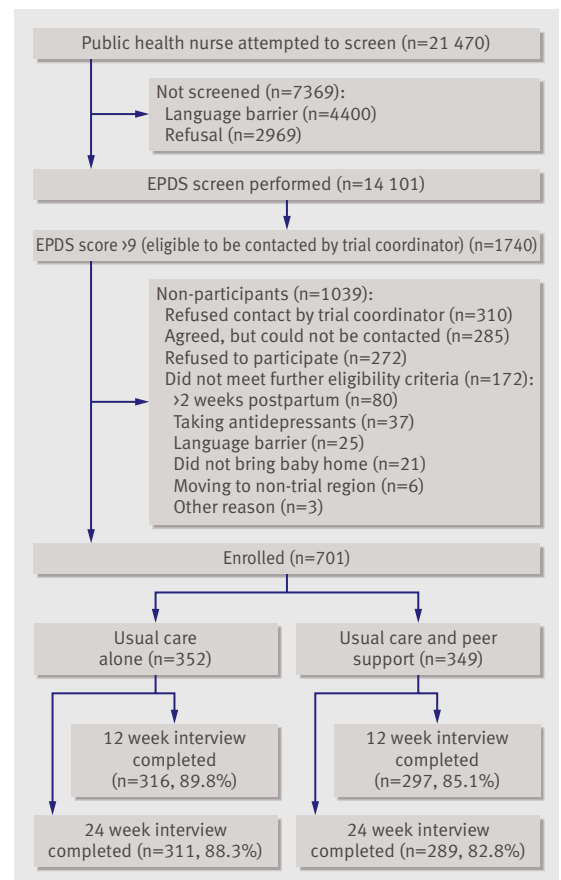 Public health nurse attempted to screen (n=21 470)
Not screened (n=7369):
Language barrier (n=4400)
Refusal (n=2969)
EPDS screen performed (n=14 101)
EPDS score >9 (eligible to be contacted by trial coordinator) (n=1740)
Non-participants (n=1039):
Refused contact by trial coordinator (n=310)
Agreed, but could not be contacted (n=285)
Refused to participate (n=272)
Did not meet further eligibility criteria (n=172):
>2 weeks postpartum (n=80)
Taking antidepressants (n=37)
Language barrier (n=25)
Did not bring baby home (n=21)
Moving to non-trial region (n=6)
Other reason (n=3)
Enrolled (n=701)
Usual care
alone (n=352)
Usual care and peer
support (n=349)
12 week interview
completed
(n=316, 89.8%)
12 week interview
completed
(n=297, 85.1%)
24 week interview
completed (n=311, 88.3%)
24 week interview
completed (n=289, 82.8%)